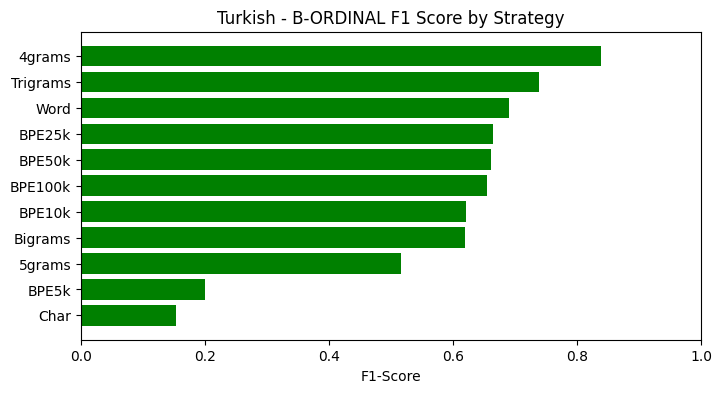 Turkish - B-ORDINAL F1 Score by Strategy
4grams
Trigrams
Word
BPE25k
BPE50k
BPE100k
BPE10k
Bigrams
5grams
BPE5k
Char
0.0 0.2 0.4 0.6 0.8 1.0
F1-Score